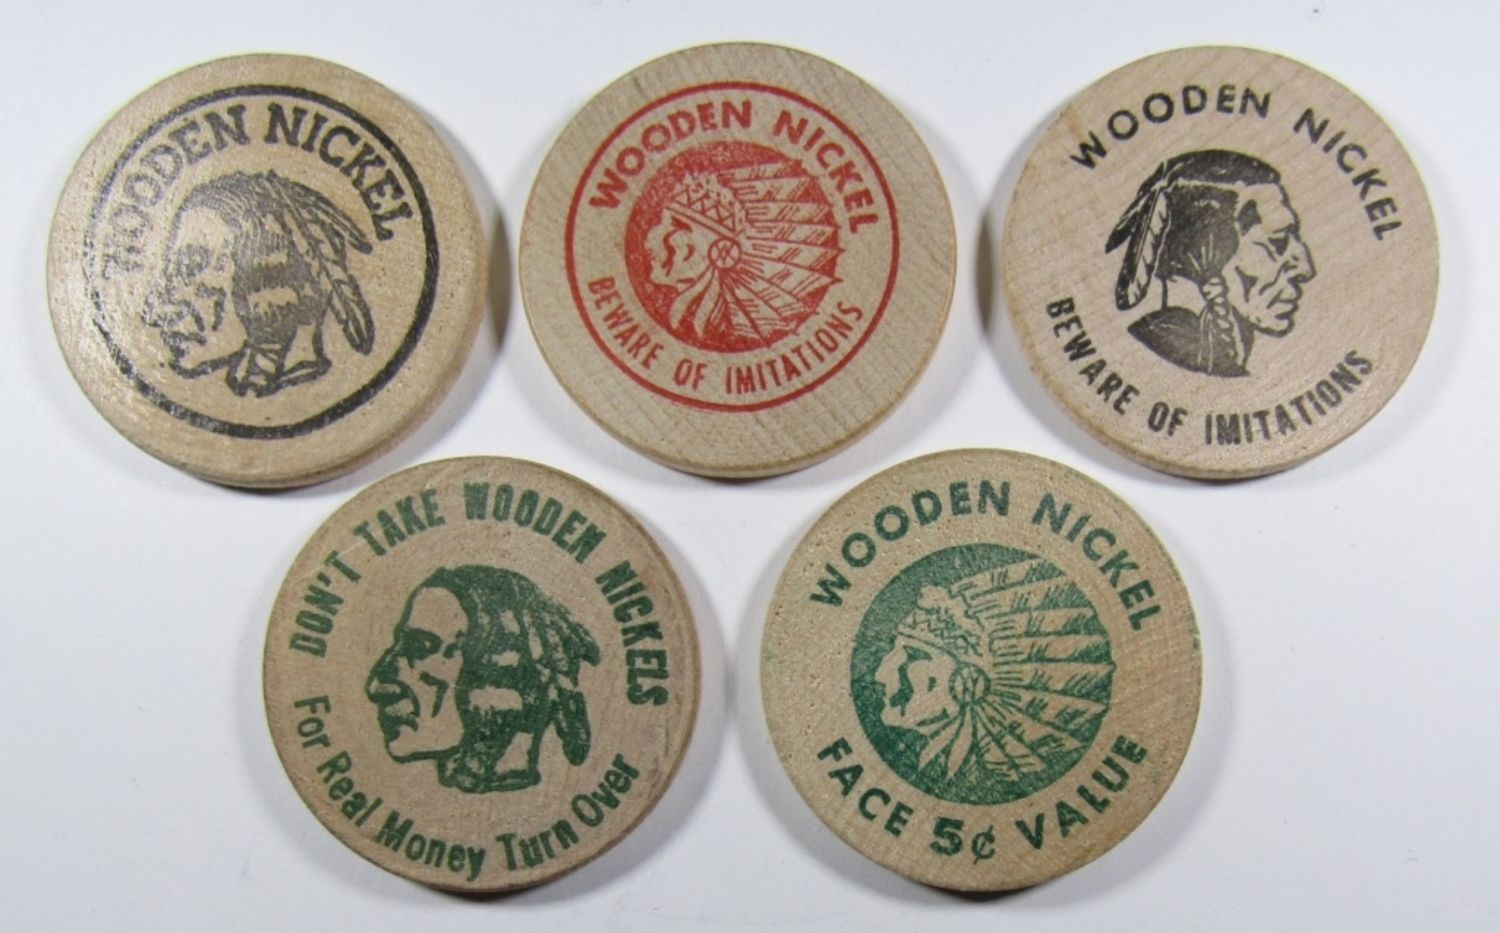 WOODEN NICKEL
WOODEN NICKEL
BEWARE OF IMITATIONS
WOODEN NICKEL
BEWARE OF IMITATIONS
DON'T TAKE WOODEN NICKELS
For Real Money Turn Over
WOODEN NICKEL
FACE 5¢ VALUE